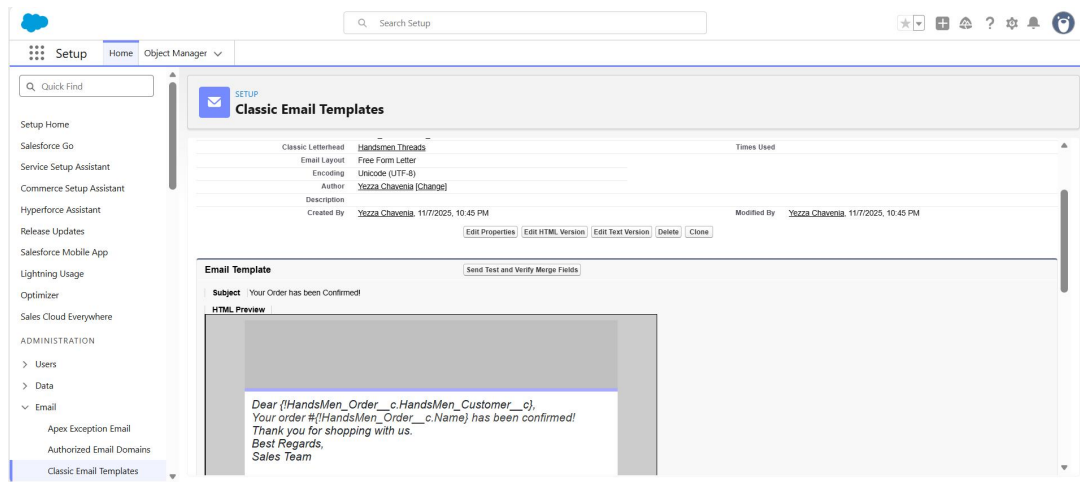 Search Setup
Setup
Home
Object Manager
Quick Find
Setup Home
Salesforce Go
Service Setup Assistant
Commerce Setup Assistant
Hyperforce Assistant
Release Updates
Salesforce Mobile App
Lightning Usage
Optimizer
Sales Cloud Everywhere
ADMINISTRATION
Users
Data
Email
Apex Exception Email
Authorized Email Domains
Classic Email Templates
SETUP
Classic Email Templates
Classic Letterhead Handsmen Threads Times Used
Email Layout Free Form Letter
Encoding Unicode (UTF-8)
Author Yezza Chavenia [Change]
Description
Created By Yezza Chavenia, 11/7/2025, 10:45 PM Modified By Yezza Chavenia, 11/7/2025, 10:45 PM
Edit Properties Edit HTML Version Edit Text Version Delete Clone
Email Template Send Test and Verify Merge Fields
Subject Your Order has been Confirmed!
HTML Preview
Dear {!HandsMen_Order__c.HandsMen_Customer__c},
Your order #{!HandsMen_Order__c.Name} has been confirmed!
Thank you for shopping with us.
Best Regards,
Sales Team